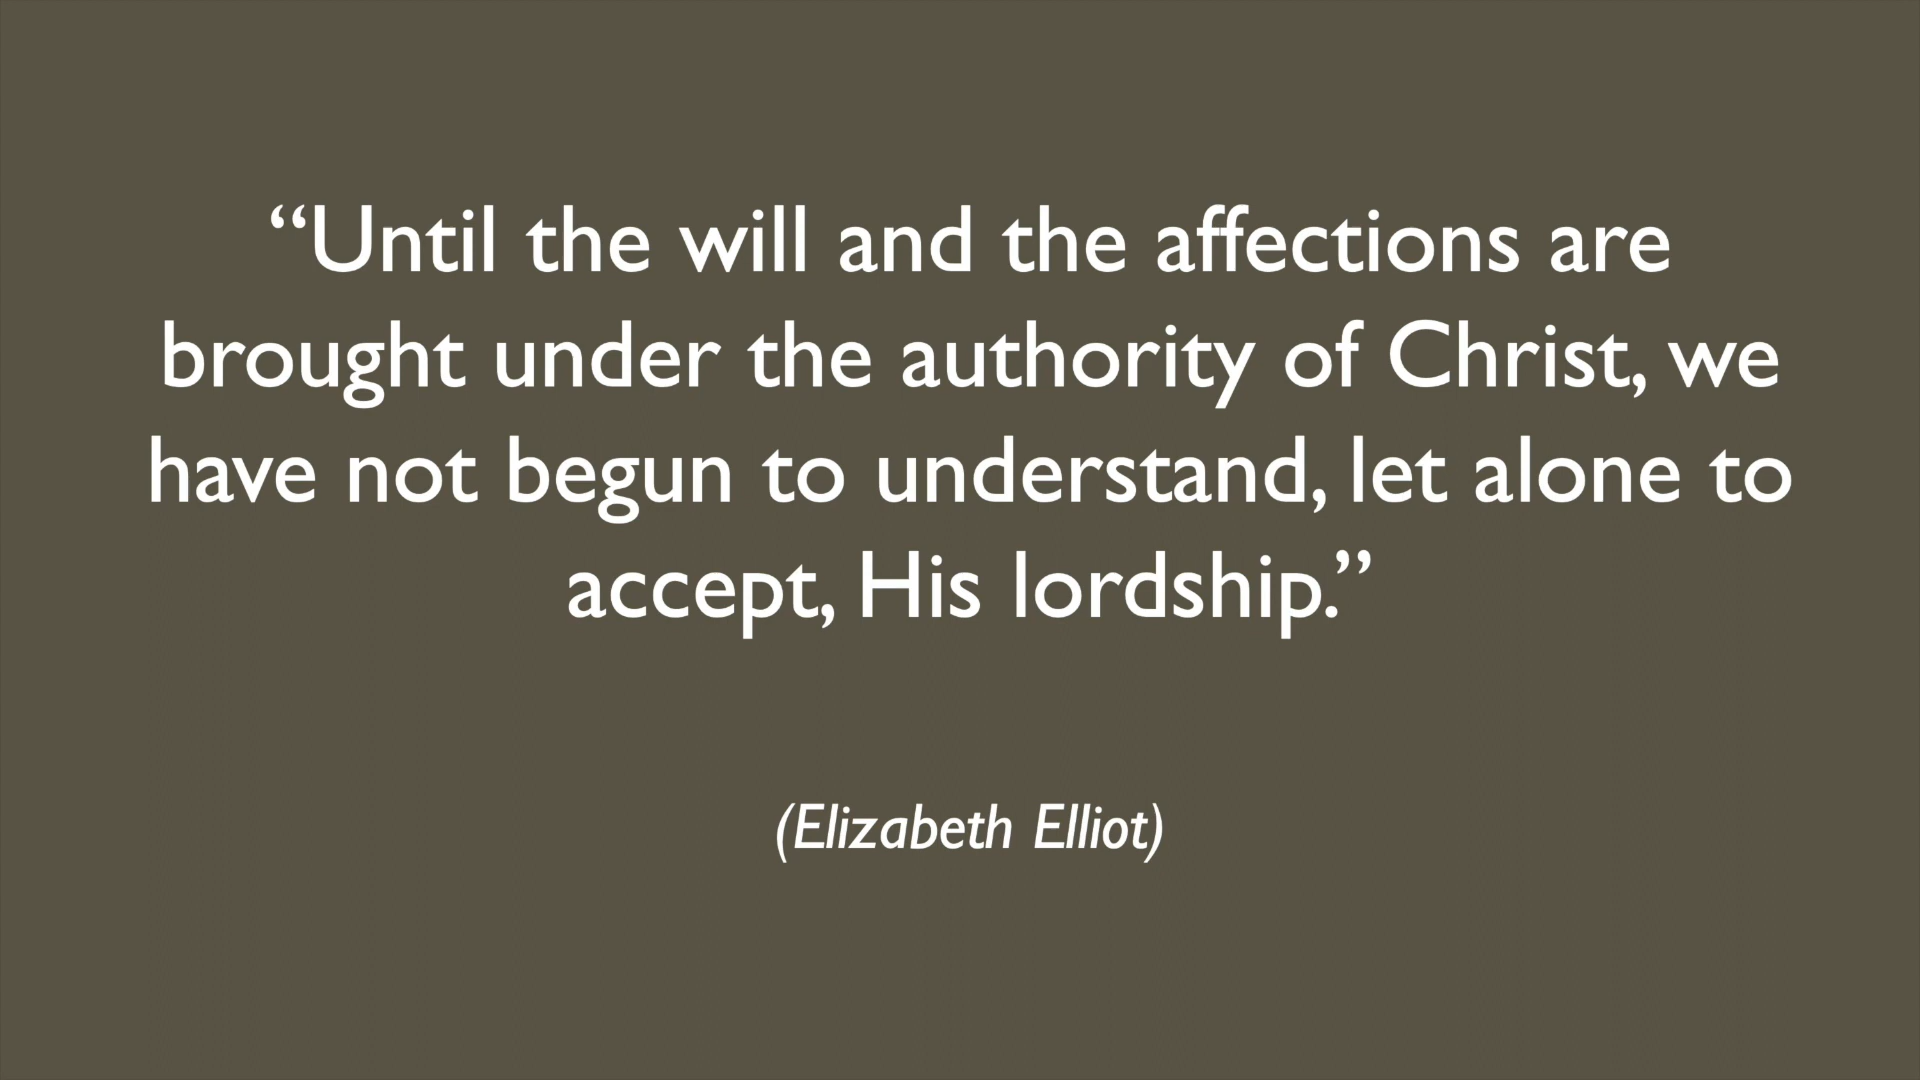 “Until the will and the affections are
brought under the authority of Christ, we
have not begun to understand, let alone to
accept, His lordship.”
(Elizabeth Elliot)